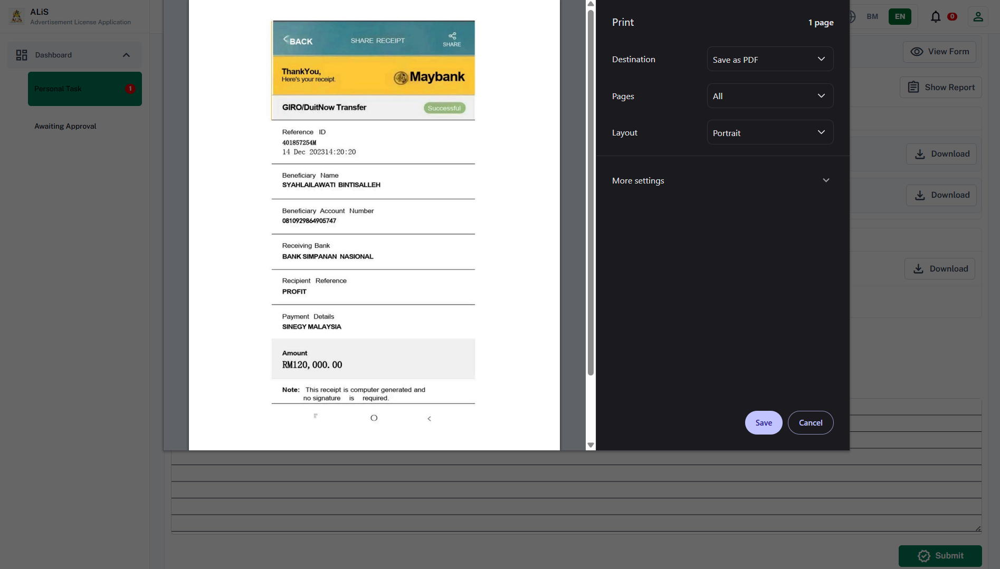 ALiS
Advertisement License Application
Dashboard
Personal Task
1
Awaiting Approval
BACK
SHARE RECEIPT
SHARE
ThankYou,
Here's your receipt.
Maybank
GIRO/DuitNow Transfer
Successful
Reference ID
401857254M
14 Dec 202314:20:20
Beneficiary Name
SYAHLAILAWATI BINTISALLEH
Beneficiary Account Number
0810929864905747
Receiving Bank
BANK SIMPANAN NASIONAL
Recipient Reference
PROFIT
Payment Details
SINEGY MALAYSIA
Amount
RM120,000.00
Note: This receipt is computer generated and
no signature is required.
Print
1 page
Destination
Save as PDF
Pages
All
Layout
Portrait
More settings
Save
Cancel
BM
EN
0
View Form
Show Report
Download
Download
Download
Submit